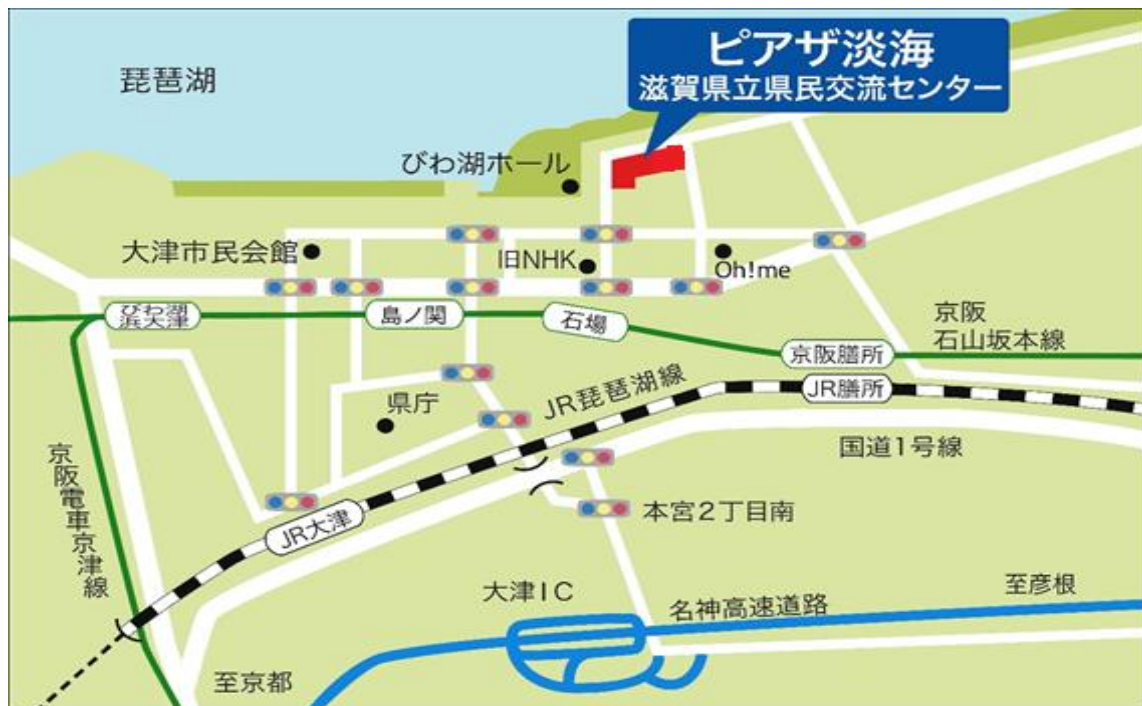 ピアザ淡海
滋賀県立県民交流センター
琵琶湖
びわ湖ホール
大津市民会館
旧NHK
Oh!me
びわ湖
浜大津
島ノ関
石場
京阪膳所
京阪
石山坂本線
JR膳所
JR琵琶湖線
県庁
国道1号線
京阪電車京津線
JR大津
本宮2丁目南
大津IC
名神高速道路
至彦根
至京都